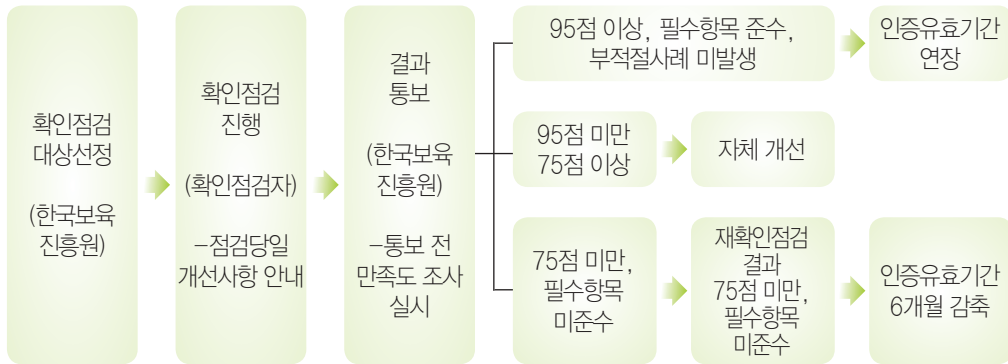 확인점검
대상선정
(한국보육
진흥원)
확인점검
진행
(확인점검자)
-점검당일
개선사항 안내
결과
통보
(한국보육
진흥원)
-통보 전
만족도 조사
실시
95점 이상, 필수항목 준수,
부적절사례 미발생
인증유효기간
연장
95점 미만
75점 이상
자체 개선
75점 미만,
필수항목
미준수
재확인점검
결과
75점 미만,
필수항목
미준수
인증유효기간
6개월 감축